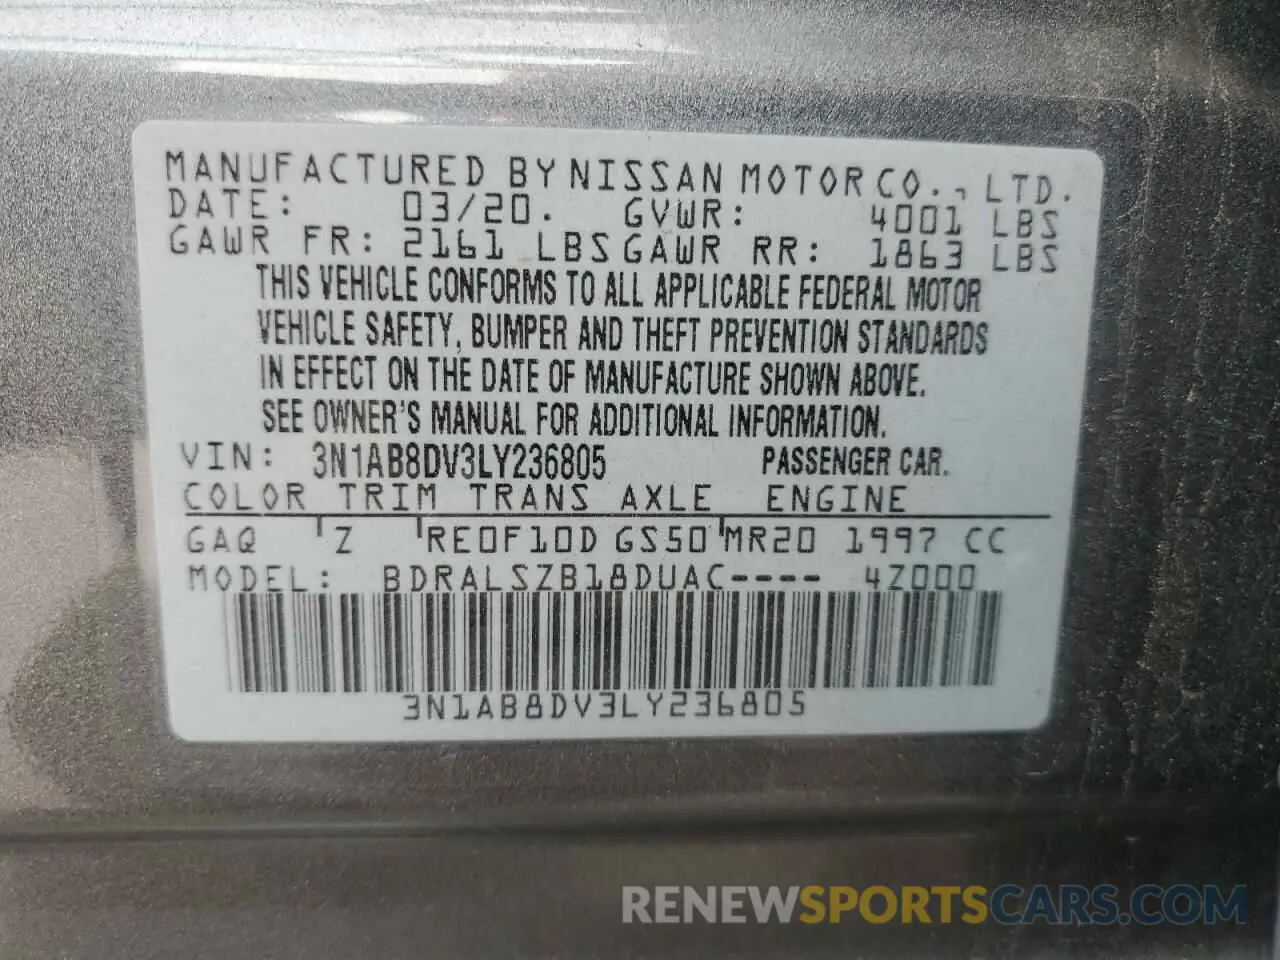 MANUFACTURED BY NISSAN MOTOR CO., LTD.
DATE: 03/20. GVWR: 4001 LBS
GAWR FR: 2161 LBS GAWR RR: 1863 LBS
THIS VEHICLE CONFORMS TO ALL APPLICABLE FEDERAL MOTOR
VEHICLE SAFETY, BUMPER AND THEFT PREVENTION STANDARDS
IN EFFECT ON THE DATE OF MANUFACTURE SHOWN ABOVE.
SEE OWNER'S MANUAL FOR ADDITIONAL INFORMATION.
VIN: 3N1AB8DV3LY236805 PASSENGER CAR.
COLOR TRIM TRANS AXLE ENGINE
GAQ Z RE0F10D GS50 MR20 1997 CC
MODEL: BDRALSZB18DUAC---- 4Z000
3N1AB8DV3LY236805
RENEWSPORTSCARS.COM